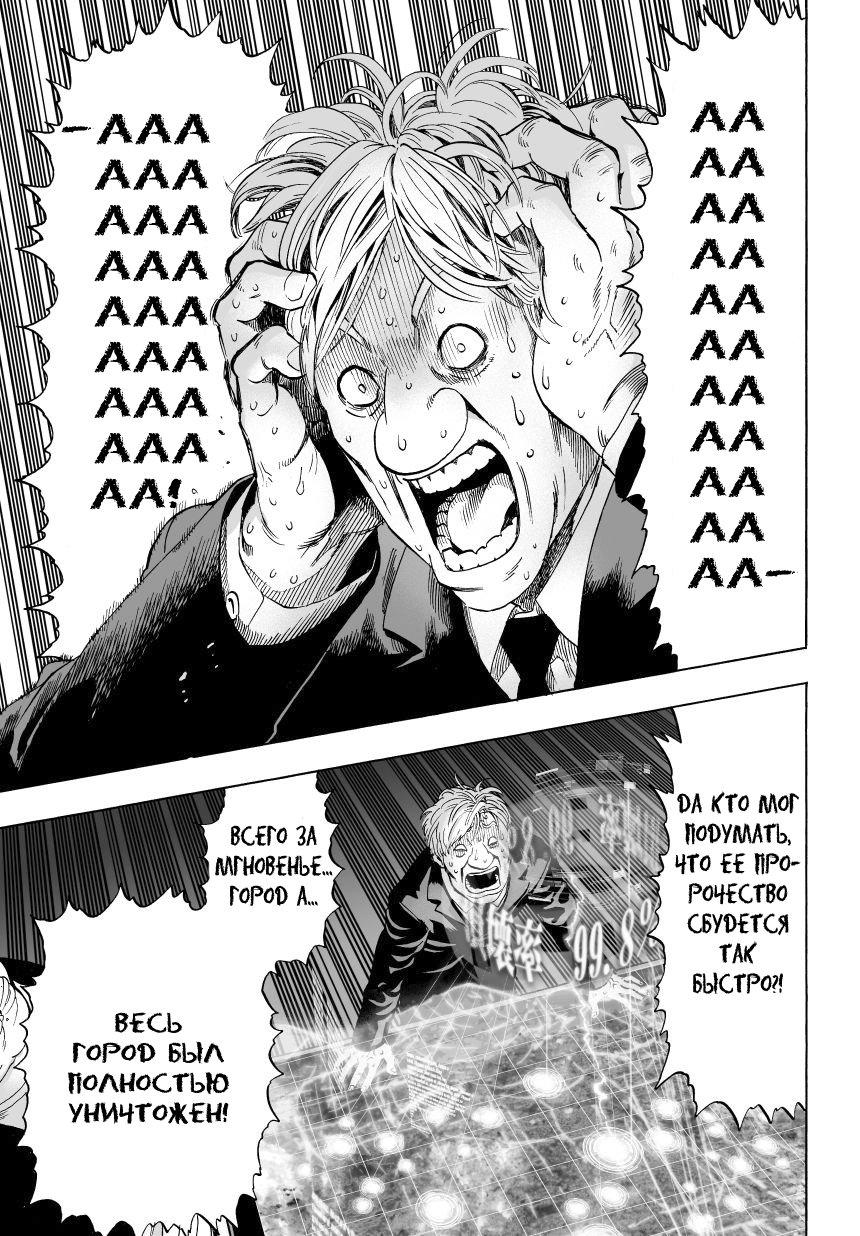 АА
АА
АА
АА
АА
АА
АА
АА
АА
АА
АА-
-ААА
ААА
ААА
ААА
ААА
ААА
ААА
ААА
АА!
ДА КТО МОГ
ПОДУМАТЬ,
ЧТО ЕЕ ПРО-
РОЧЕСТВО
СБУДЕТСЯ
ТАК
БЫСТРО?!
壊率 99.8%
ВСЕГО ЗА
МГНОВЕНЬЕ...
ГОРОД А...
ВЕСЬ
ГОРОД БЫЛ
ПОЛНОСТЬЮ
УНИЧТОЖЕН!